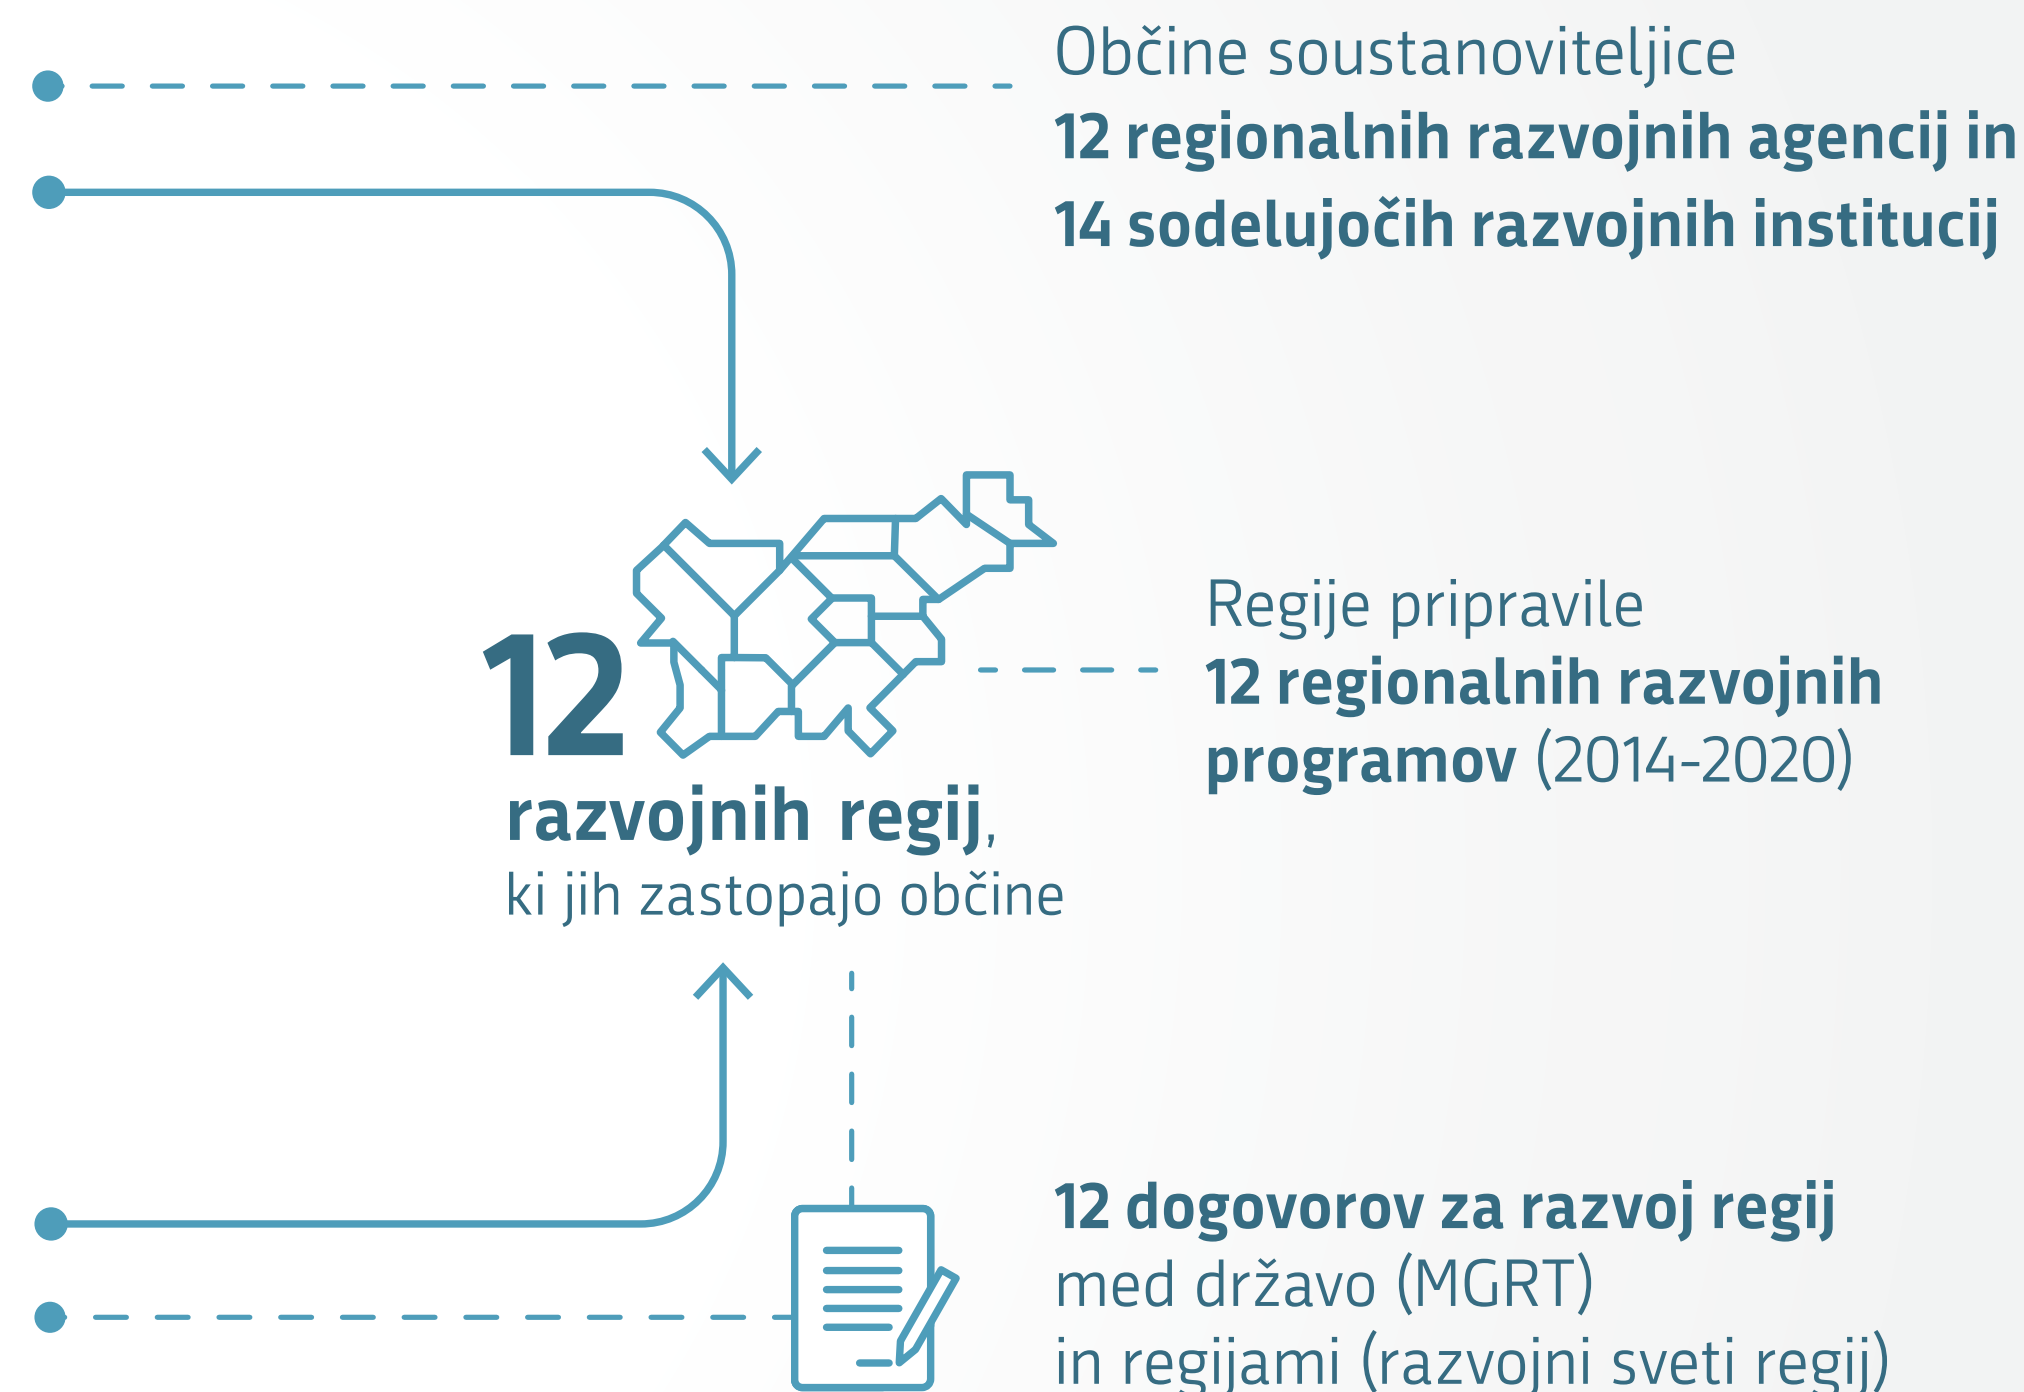 Občine soustanoviteljice
12 regionalnih razvojnih agencij in
14 sodelujočih razvojnih institucij
Regije pripravile
12 regionalnih razvojnih
programov (2014-2020)
12
razvojnih regij,
ki jih zastopajo občine
12 dogovorov za razvoj regij
med državo (MGRT)
in regijami (razvojni sveti regij)